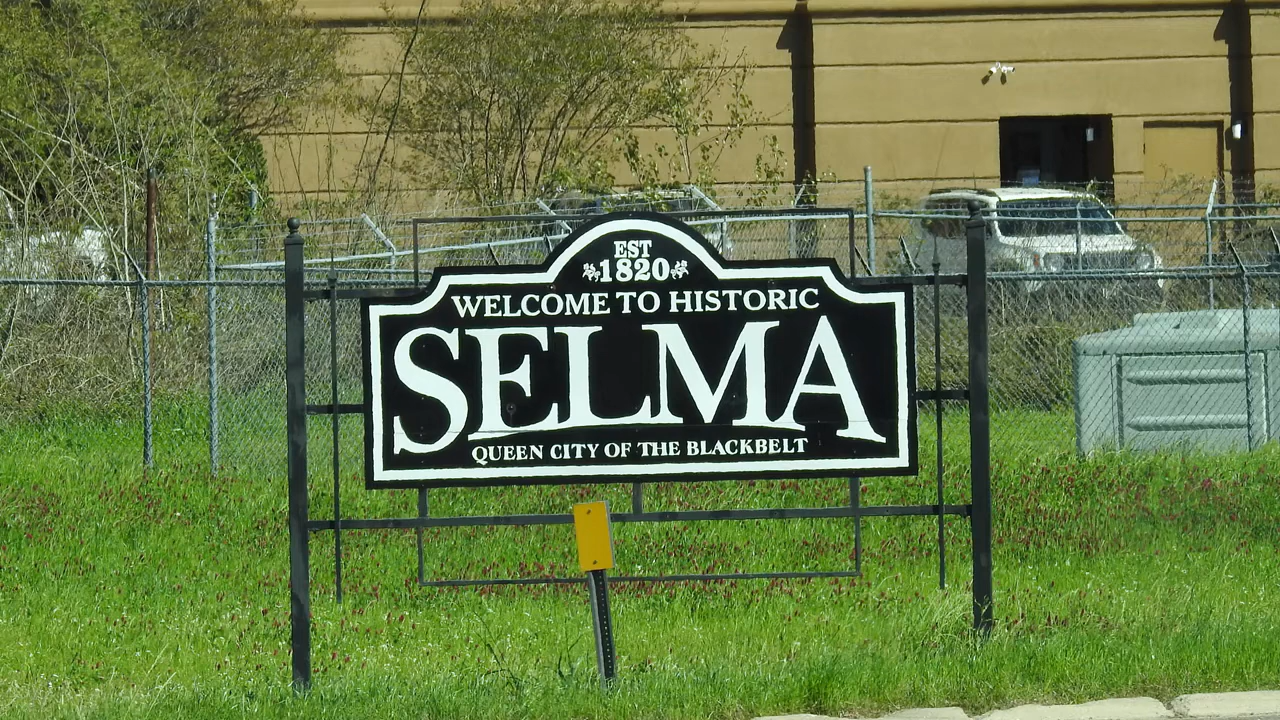 EST
1820
WELCOME TO HISTORIC
SELMA
QUEEN CITY OF THE BLACKBELT